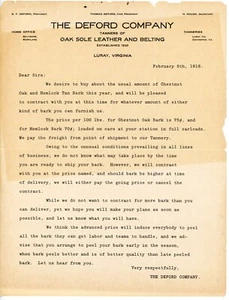 THE DEFORD COMPANY
TANNERS OF
OAK SOLE LEATHER AND BELTING
HOME OFFICE
BALTIMORE
MARYLAND
TANNERIES
LURAY, VA.
LURAY, VIRGINIA
February 5th, 1918.
Dear Sirs:
We desire to buy about the usual amount of Chestnut
Oak and Hemlock Tan Bark this year, and will be pleased
to contract with you at this time for whatever amount of either
kind of bark you can furnish us.
The price per 100 lbs. for Chestnut Oak Bark is 75¢, and
for Hemlock Bark 70¢, loaded on cars at your station in full carloads.
We pay the freight from point of shipment to our Tannery.
Owing to the unusual conditions prevailing in all lines
of business, we do not know what may take place by the time
you are ready to ship your bark. However, we will contract
with you at the price named, and should bark be higher at time
of delivery, we will either pay the going price or cancel the
contract.
While we do not want to contract for more bark than you
can deliver, yet we hope you will make your plans as soon as
possible, and let us know what you will have.
We think the advanced price will induce everybody to peel
all the bark they can get labor and teams to handle, and we ad-
vise that you arrange to peel your bark early in the season,
when bark peels better and is of better quality than late peeled
bark. Let us hear from you.
Very respectfully,
THE DEFORD COMPANY.